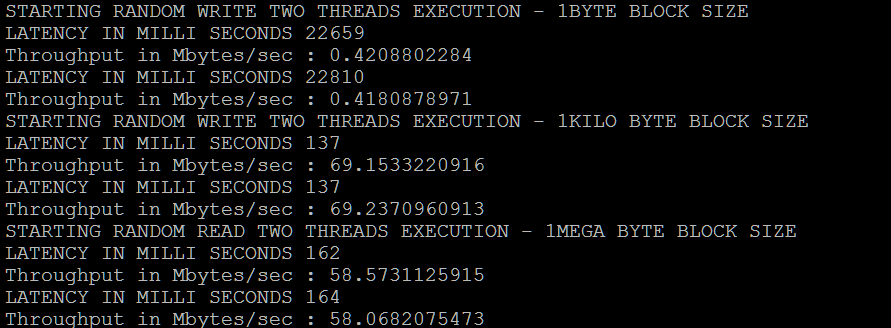 STARTING RANDOM WRITE TWO THREADS EXECUTION - 1BYTE BLOCK SIZE
LATENCY IN MILLI SECONDS 22659
Throughput in Mbytes/sec : 0.4208802284
LATENCY IN MILLI SECONDS 22810
Throughput in Mbytes/sec : 0.4180878971
STARTING RANDOM WRITE TWO THREADS EXECUTION - 1KILO BYTE BLOCK SIZE
LATENCY IN MILLI SECONDS 137
Throughput in Mbytes/sec : 69.1533220916
LATENCY IN MILLI SECONDS 137
Throughput in Mbytes/sec : 69.2370960913
STARTING RANDOM READ TWO THREADS EXECUTION - 1MEGA BYTE BLOCK SIZE
LATENCY IN MILLI SECONDS 162
Throughput in Mbytes/sec : 58.5731125915
LATENCY IN MILLI SECONDS 164
Throughput in Mbytes/sec : 58.0682075473